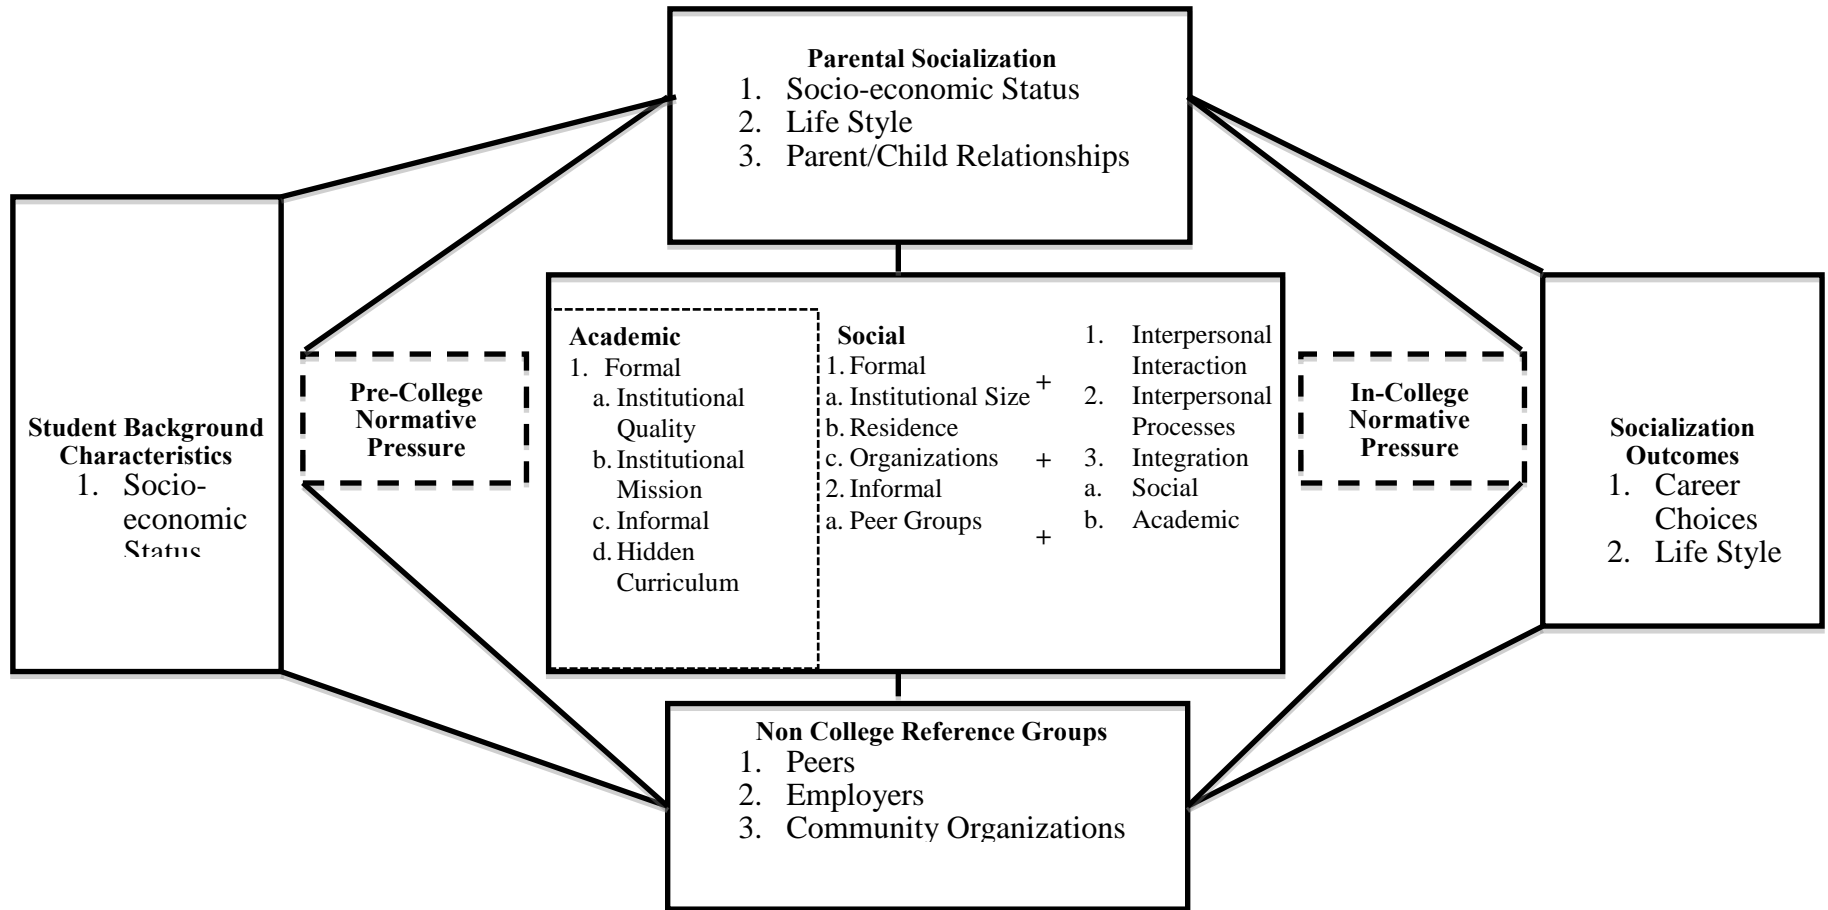 Parental Socialization
1. Socio-economic Status
2. Life Style
3. Parent/Child Relationships
Student Background
Characteristics
1. Socio-
economic
Status
Pre-College
Normative
Pressure
Academic
1. Formal
a. Institutional
Quality
b. Institutional
Mission
c. Informal
d. Hidden
Curriculum
Social
1. Formal
a. Institutional Size
b. Residence
c. Organizations
2. Informal
a. Peer Groups
+
+
+
1. Interpersonal
Interaction
2. Interpersonal
Processes
3. Integration
a. Social
b. Academic
In-College
Normative
Pressure
Socialization
Outcomes
1. Career
Choices
2. Life Style
Non College Reference Groups
1. Peers
2. Employers
3. Community Organizations